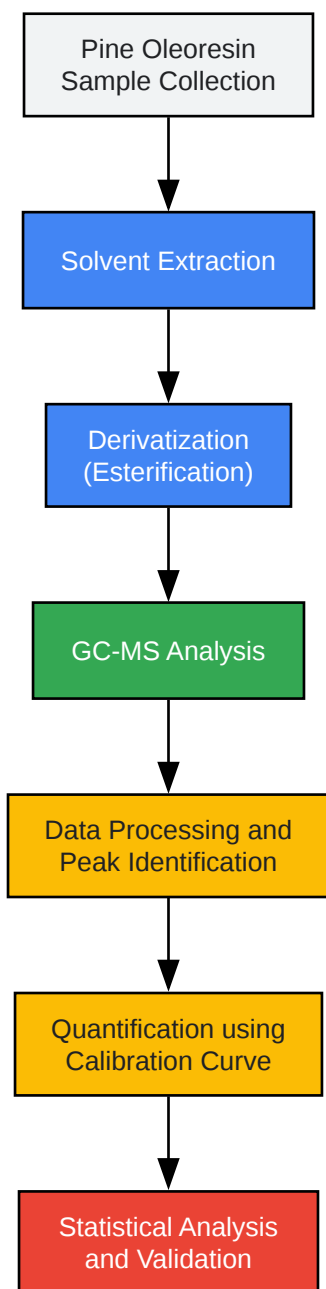 Pine Oleoresin
Sample Collection
Solvent Extraction
Derivatization
(Esterification)
GC-MS Analysis
Data Processing and
Peak Identification
Quantification using
Calibration Curve
Statistical Analysis
and Validation